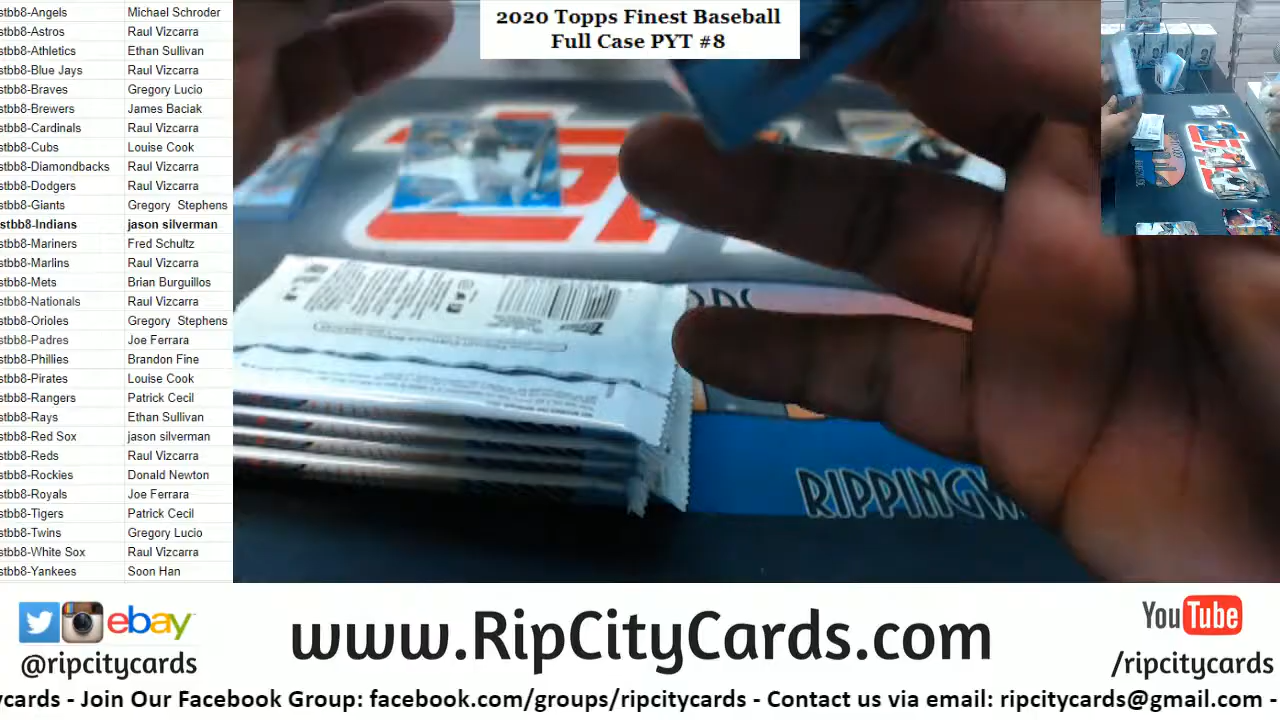 stbb8-Angels Michael Schroder
stbb8-Astros Raul Vizcarra
stbb8-Athletics Ethan Sullivan
stbb8-Blue Jays Raul Vizcarra
stbb8-Braves Gregory Lucio
stbb8-Brewers James Baciak
stbb8-Cardinals Raul Vizcarra
stbb8-Cubs Louise Cook
stbb8-Diamondbacks Raul Vizcarra
stbb8-Dodgers Raul Vizcarra
stbb8-Giants Gregory Stephens
stbb8-Indians jason silverman
stbb8-Mariners Fred Schultz
stbb8-Marlins Raul Vizcarra
stbb8-Mets Brian Burguillos
stbb8-Nationals Raul Vizcarra
stbb8-Orioles Gregory Stephens
stbb8-Padres Joe Ferrara
stbb8-Phillies Brandon Fine
stbb8-Pirates Louise Cook
stbb8-Rangers Patrick Cecil
stbb8-Rays Ethan Sullivan
stbb8-Red Sox jason silverman
stbb8-Reds Raul Vizcarra
stbb8-Rockies Donald Newton
stbb8-Royals Joe Ferrara
stbb8-Tigers Patrick Cecil
stbb8-Twins Gregory Lucio
stbb8-White Sox Raul Vizcarra
stbb8-Yankees Soon Han
2020 Topps Finest Baseball
Full Case PYT #8
Topps
RIPPINGW
ebay
@ripcitycards
www.RipCityCards.com
YouTube
/ripcitycards
ycards - Join Our Facebook Group: facebook.com/groups/ripcitycards - Contact us via email: ripcitycards@gmail.com -